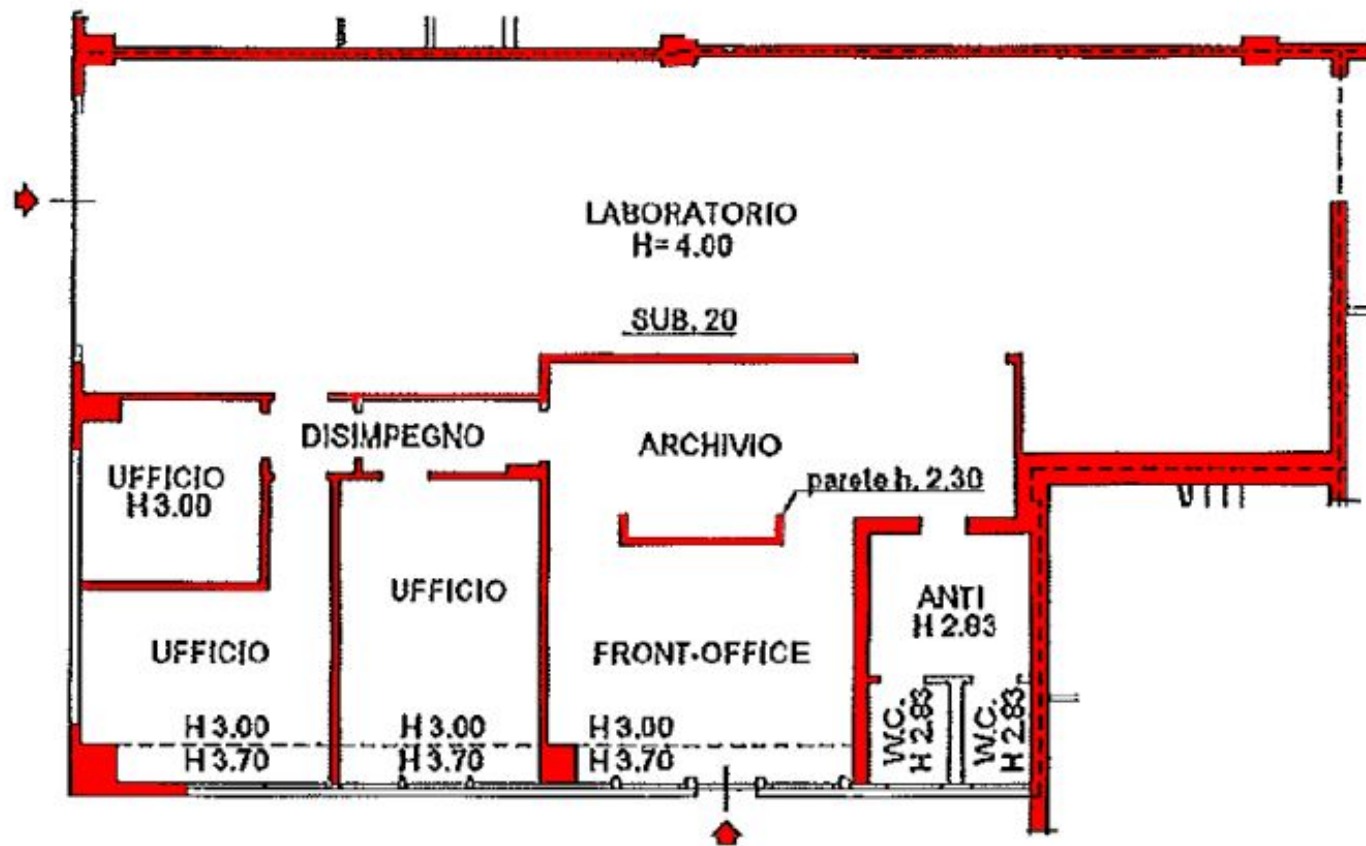 LABORATORIO
H= 4.00
SUB. 20
DISIMPEGNO
ARCHIVIO
UFFICIO
H 3.00
parete h. 2.30
UFFICIO
ANTI
H 2.83
UFFICIO
FRONT-OFFICE
W.C.
H 2.83
W.C.
H 2.83
H 3.00
H 3.70
H 3.00
H 3.70
H 3.00
H 3.70